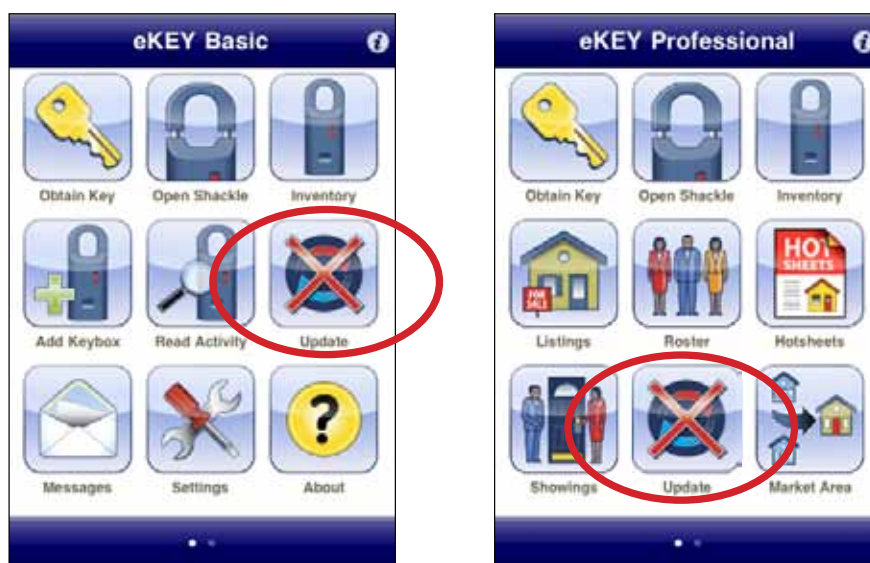 eKEY Basic
Obtain Key Open Shackle Inventory
Add Keybox Read Activity Update
Messages Settings About
eKEY Professional
Obtain Key Open Shackle Inventory
FOR SALE
HOT SHEETS
Listings Roster Hotsheets
Showings Update Market Area